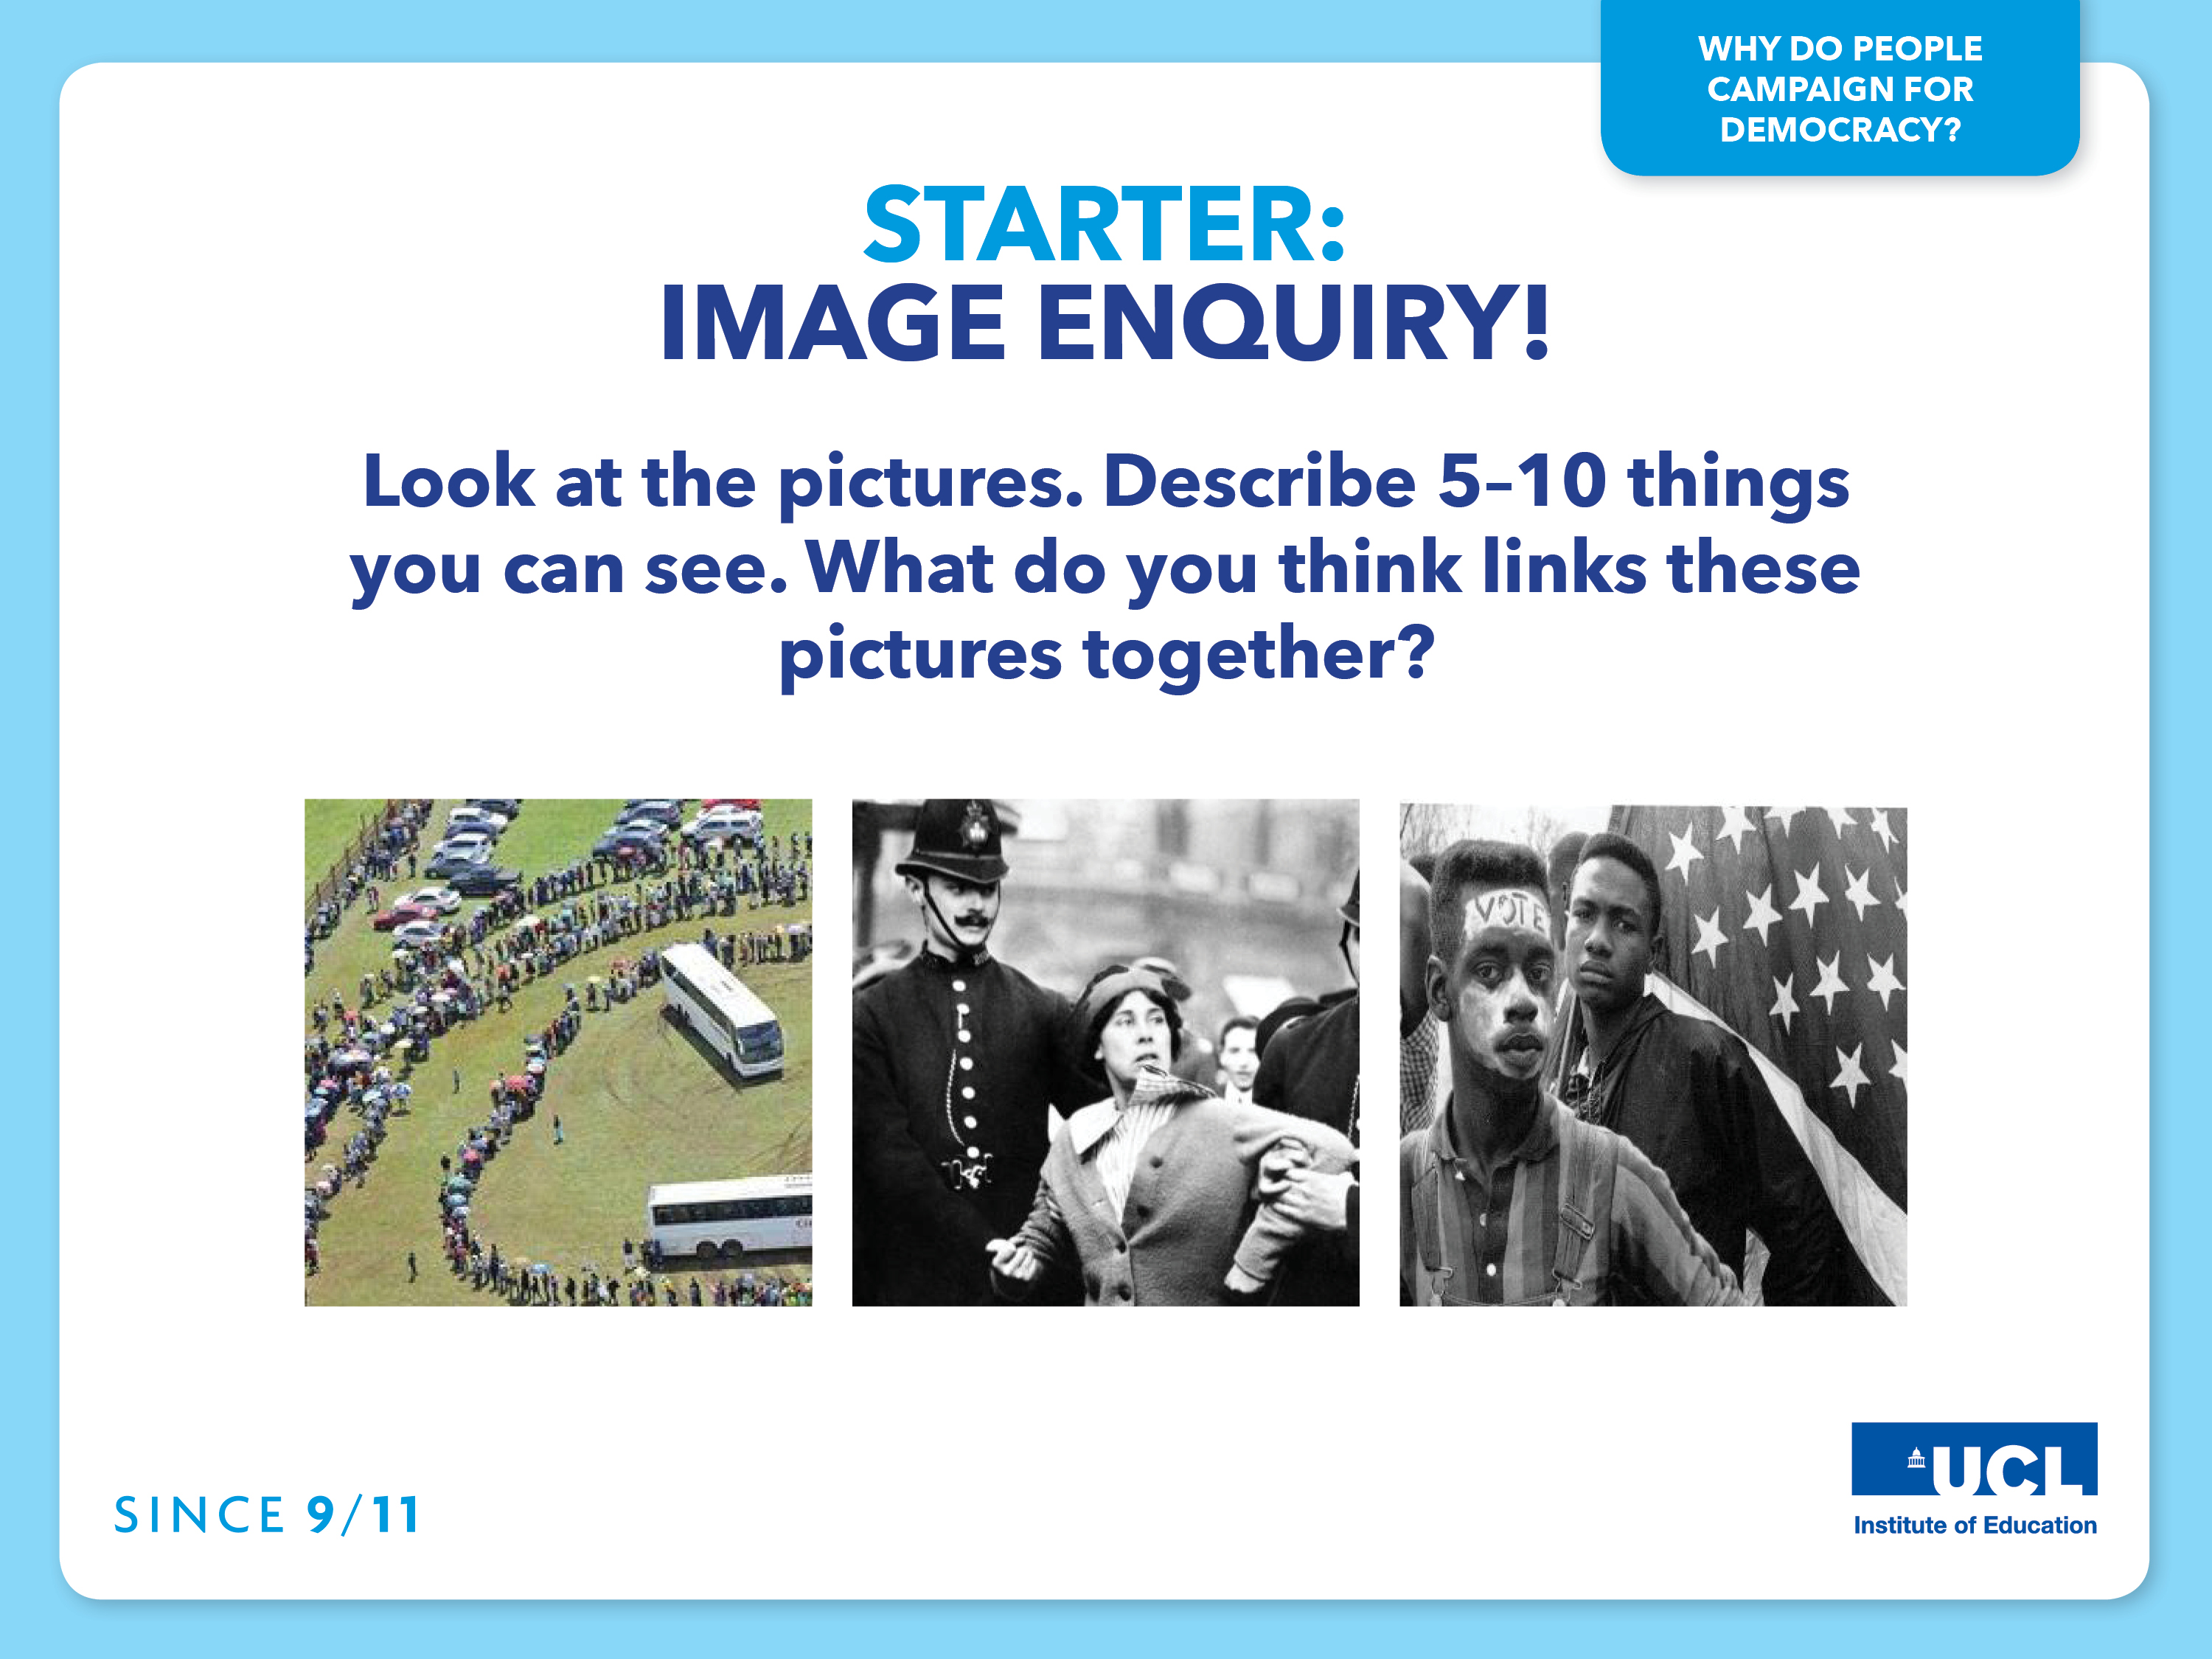 WHY DO PEOPLE
CAMPAIGN FOR
DEMOCRACY?
STARTER:
IMAGE ENQUIRY!
Look at the pictures. Describe 5–10 things
you can see. What do you think links these
pictures together?
VOTE
SINCE 9/11
UCL
Institute of Education